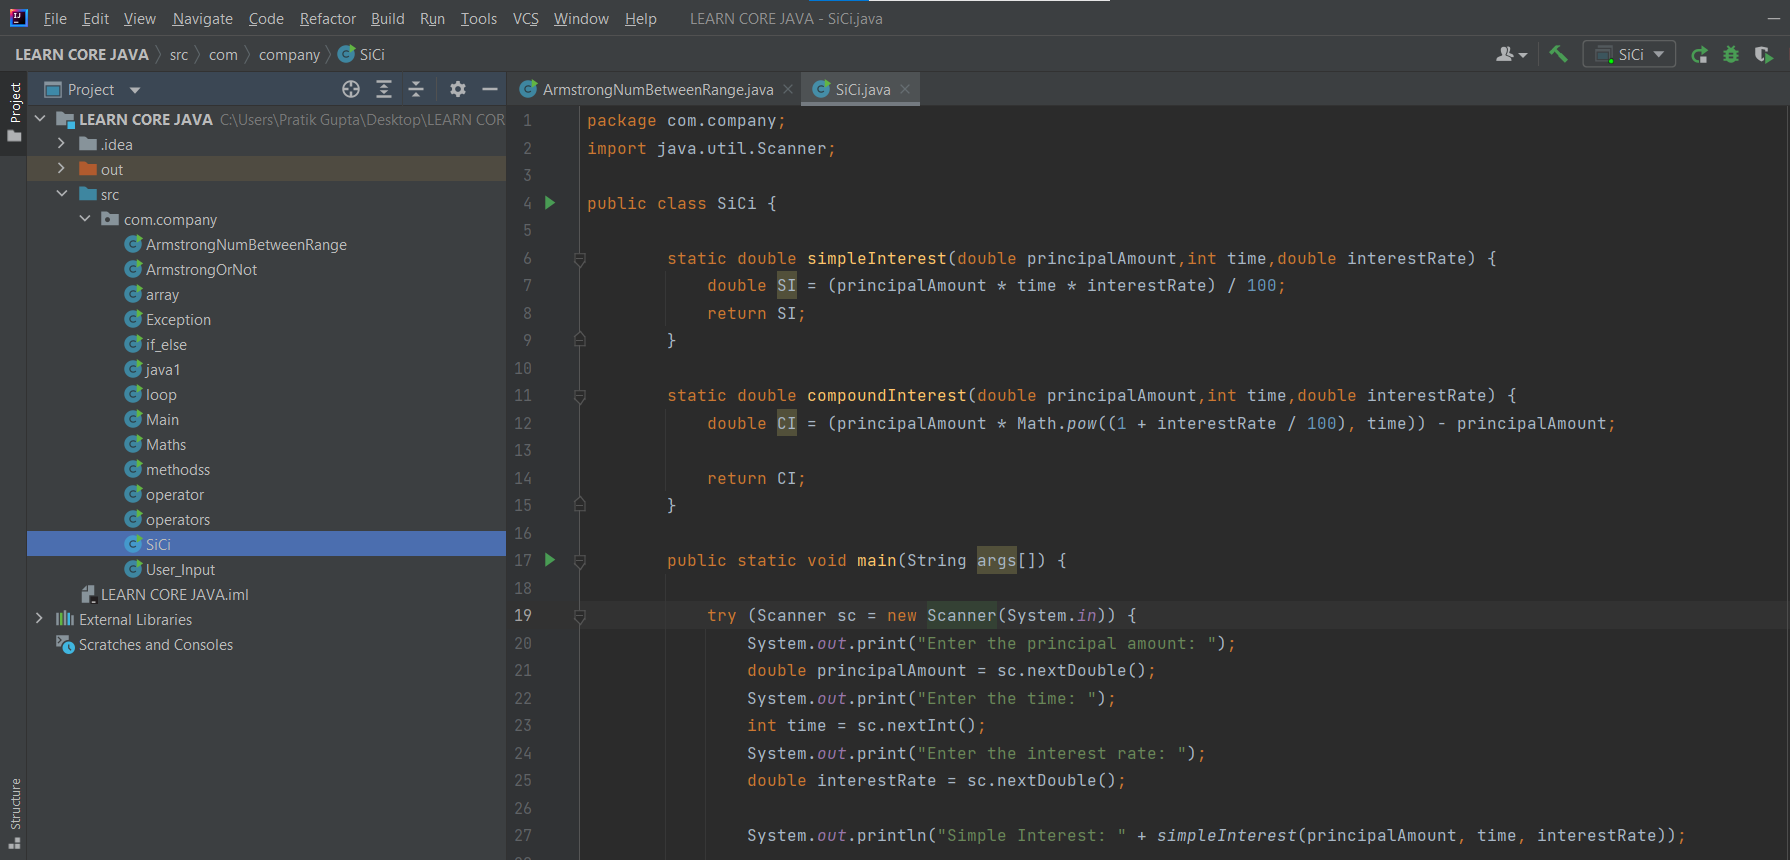 File Edit View Navigate Code Refactor Build Run Tools VCS Window Help LEARN CORE JAVA - SiCi.java
LEARN CORE JAVA src com company SiCi
SiCi
Project
Structure
Project
LEARN CORE JAVA C:\Users\Pratik Gupta\Desktop\LEARN COR
.idea
out
src
com.company
ArmstrongNumBetweenRange
ArmstrongOrNot
array
Exception
if_else
java1
loop
Main
Maths
methodss
operator
operators
SiCi
User_Input
LEARN CORE JAVA.iml
External Libraries
Scratches and Consoles
ArmstrongNumBetweenRange.java SiCi.java
1 package com.company;
2 import java.util.Scanner;
3
4 public class SiCi {
5
6 static double simpleInterest(double principalAmount,int time,double interestRate) {
7 double SI = (principalAmount * time * interestRate) / 100;
8 return SI;
9 }
10
11 static double compoundInterest(double principalAmount,int time,double interestRate) {
12 double CI = (principalAmount * Math.pow((1 + interestRate / 100), time)) - principalAmount;
13
14 return CI;
15 }
16
17 public static void main(String args[]) {
18
19 try (Scanner sc = new Scanner(System.in)) {
20 System.out.print("Enter the principal amount: ");
21 double principalAmount = sc.nextDouble();
22 System.out.print("Enter the time: ");
23 int time = sc.nextInt();
24 System.out.print("Enter the interest rate: ");
25 double interestRate = sc.nextDouble();
26
27 System.out.println("Simple Interest: " + simpleInterest(principalAmount, time, interestRate));